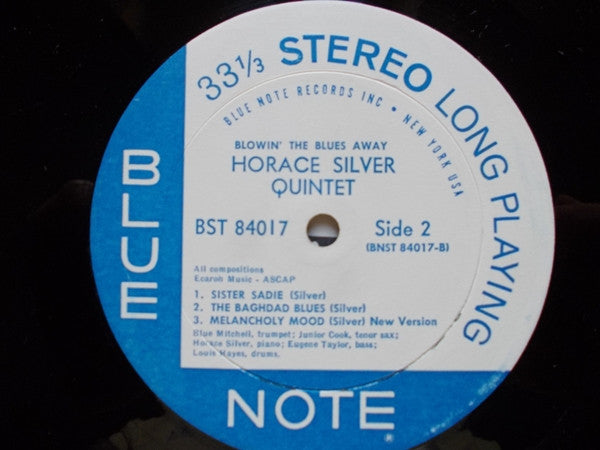 33 1/3 STEREO LONG PLAYING
BLUE NOTE RECORDS INC • NEW YORK USA
BLOWIN' THE BLUES AWAY
HORACE SILVER
QUINTET
BST 84017 Side 2
(BNST 84017-B)
All compositions
Ecaroh Music - ASCAP
1. SISTER SADIE (Silver)
2. THE BAGHDAD BLUES (Silver)
3. MELANCHOLY MOOD (Silver) New Version
Blue Mitchell, trumpet; Junior Cook, tenor sax;
Horace Silver, piano; Eugene Taylor, bass;
Louis Hayes, drums.
BLUE
NOTE®